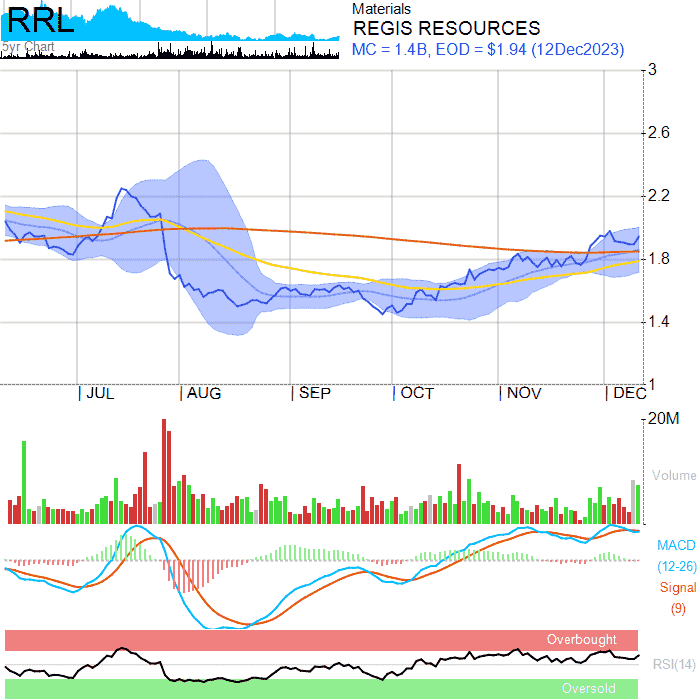 RRL
5yr Chart
Materials
REGIS RESOURCES
MC = 1.4B, EOD = $1.94 (12Dec2023)
3
2.6
2.2
1.8
1.4
1
JUL AUG SEP OCT NOV DEC
20M
Volume
MACD
(12-26)
Signal
(9)
Overbought
RSI(14)
Oversold